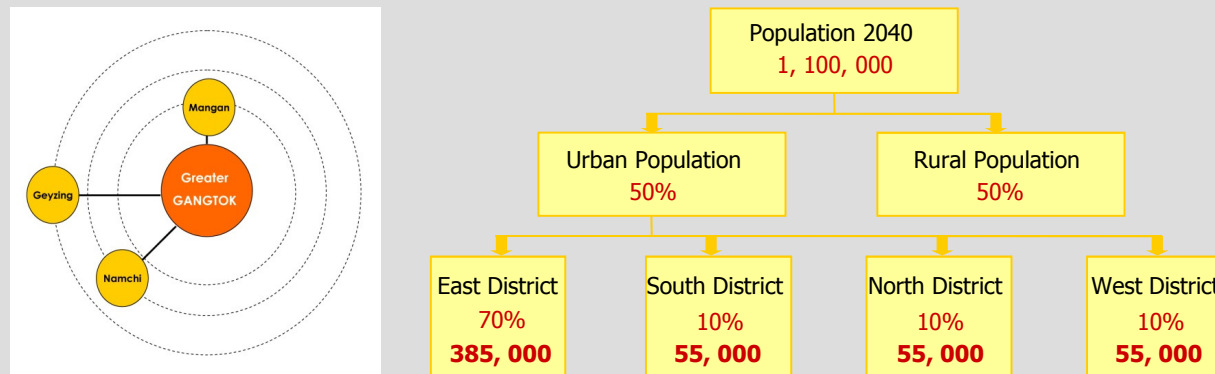 Mangan
Greater
GANGTOK
Geyzing
Namchi
Population 2040
1, 100, 000
Urban Population
50%
Rural Population
50%
East District
70%
385, 000
South District
10%
55, 000
North District
10%
55, 000
West District
10%
55, 000